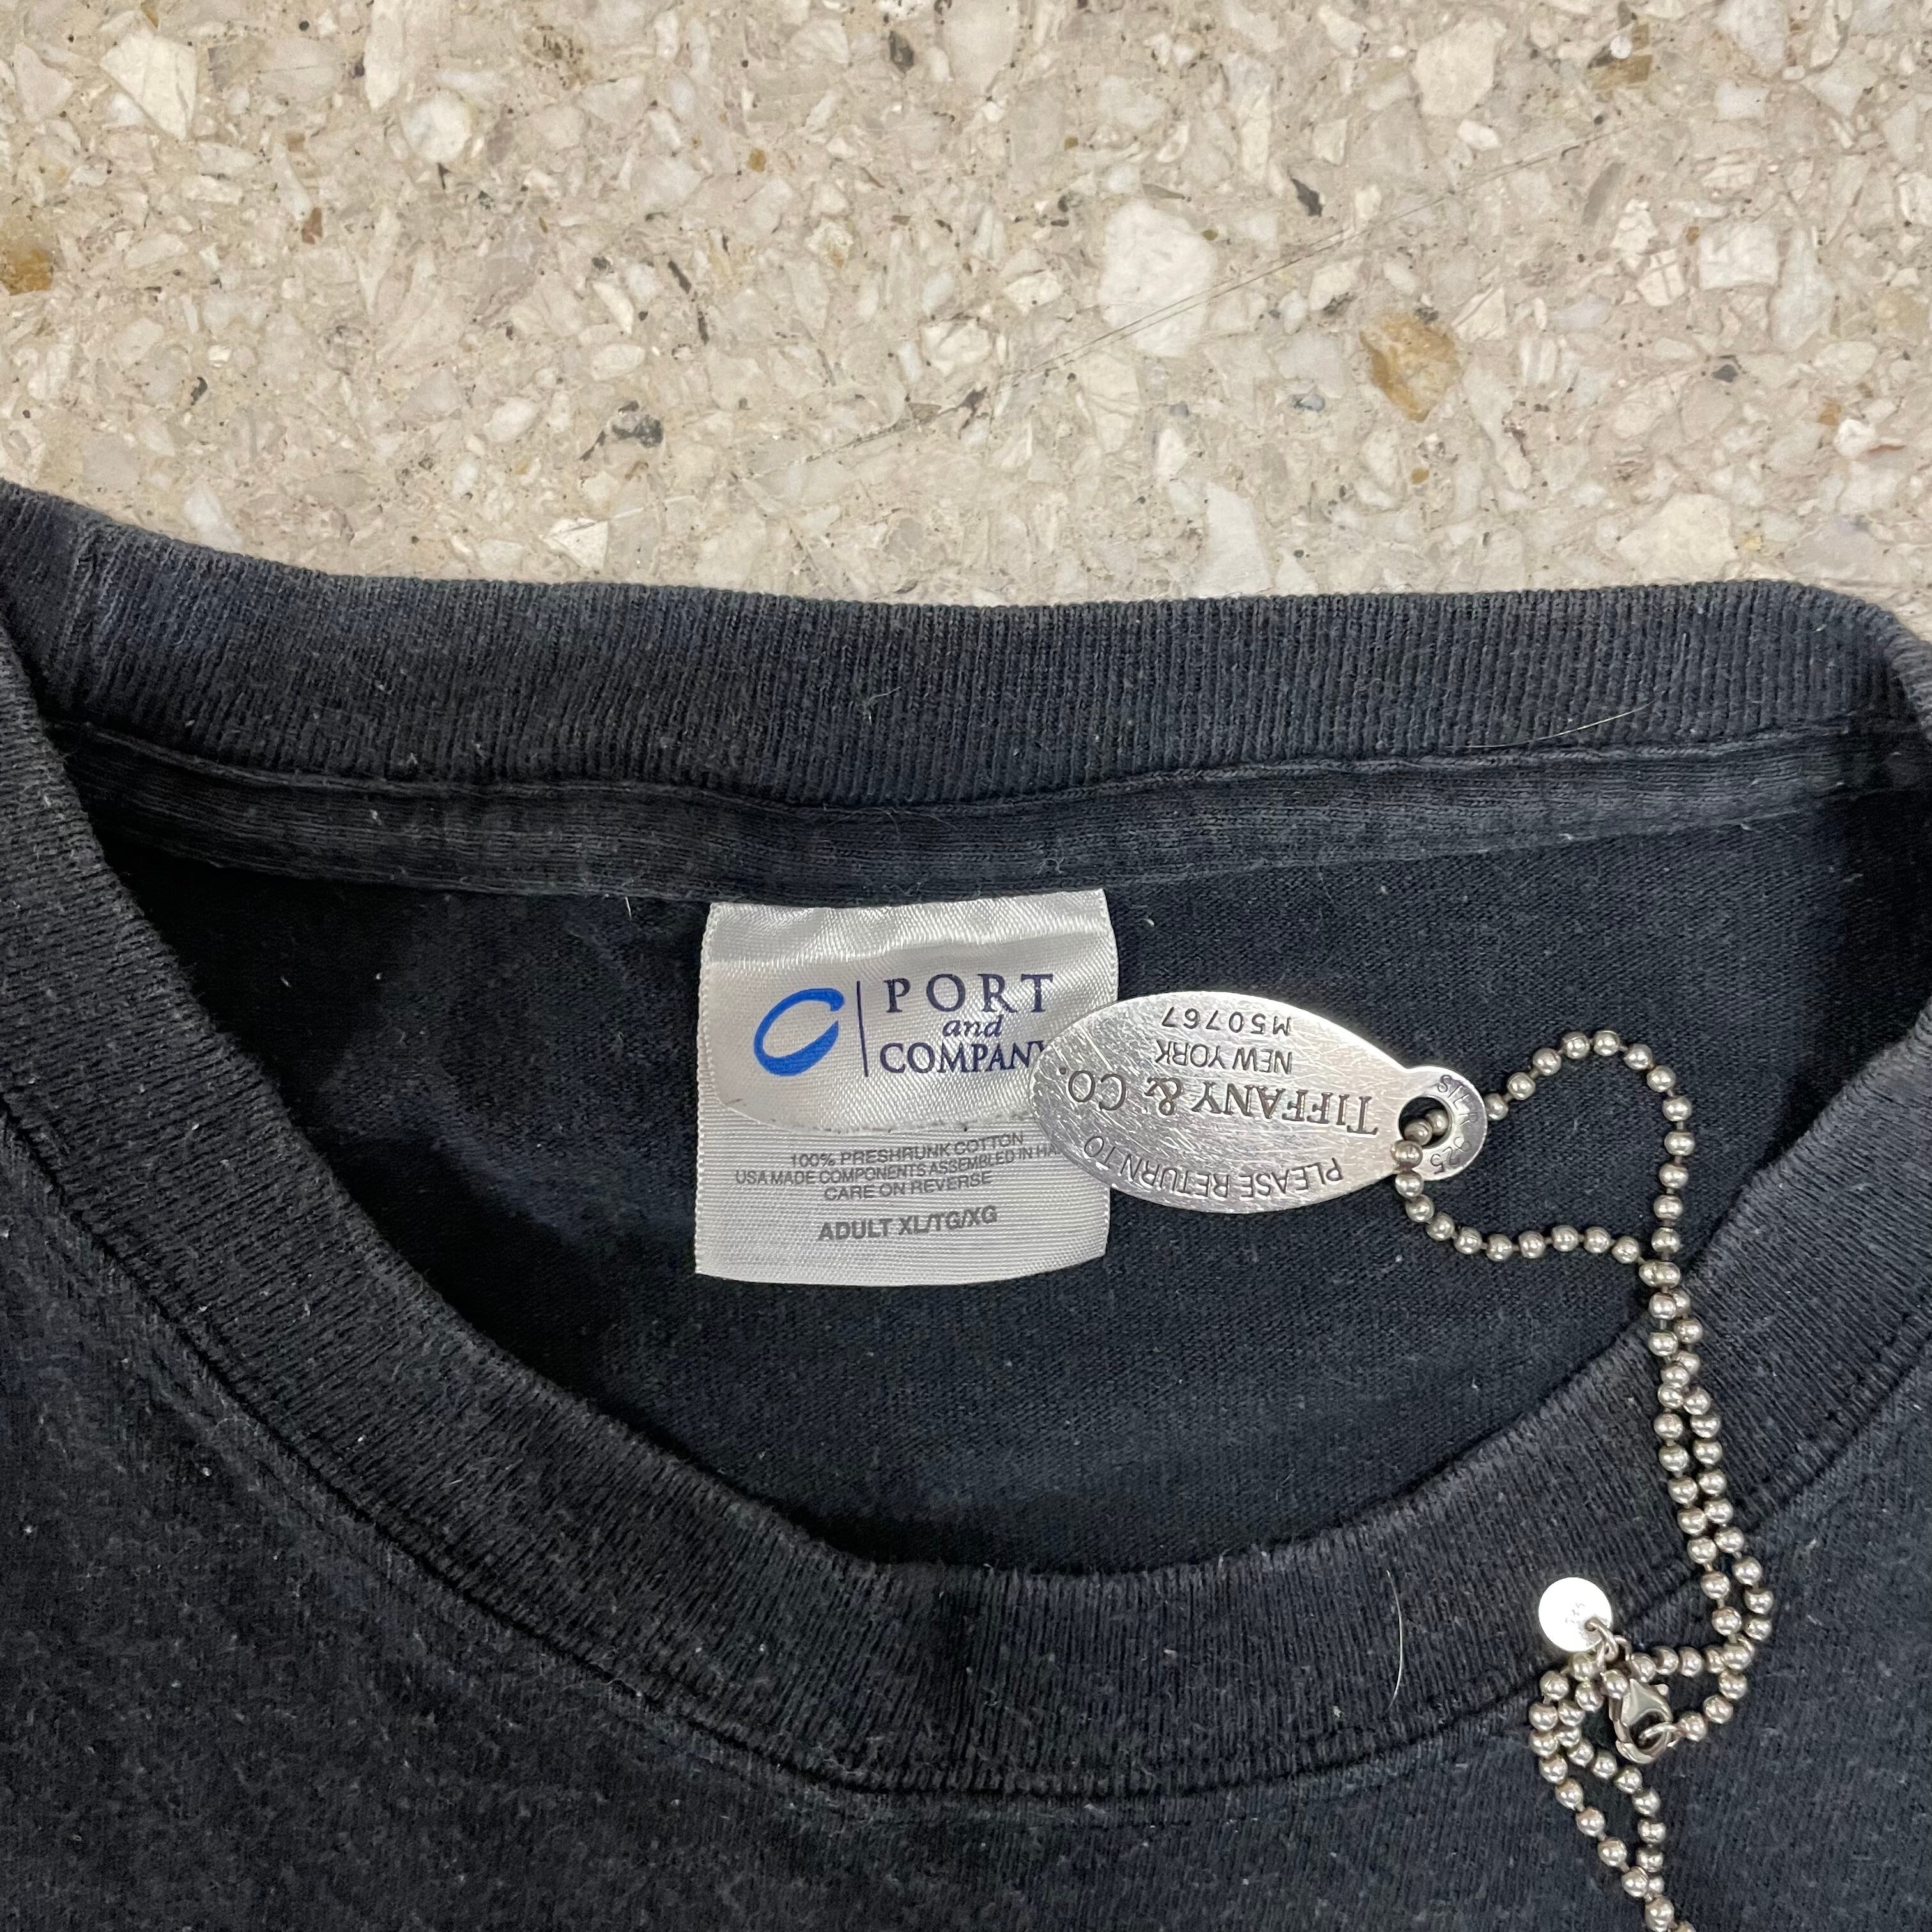 PORT
and
COMPANY
100% PRESHRUNK COTTON
USA MADE COMPONENTS ASSEMBLED IN HA
CARE ON REVERSE
ADULT XL/TG/XG
PLEASE RETURN TO
TIFFANY & CO.
NEW YORK
M50767
925